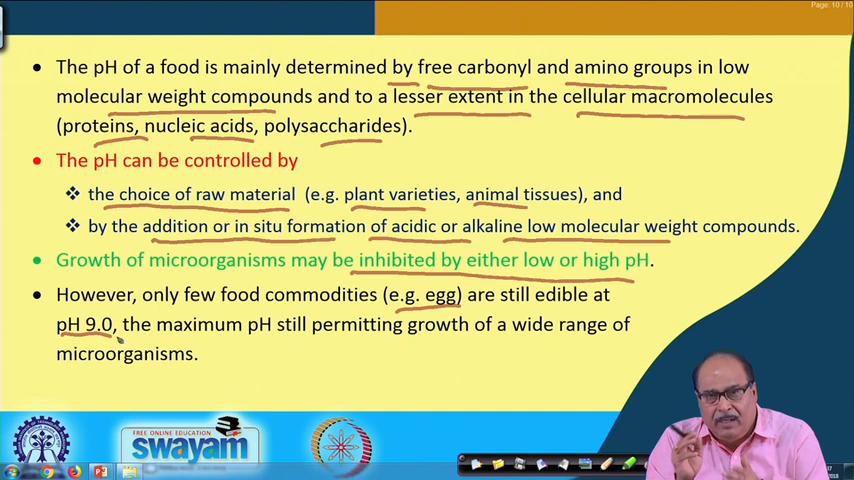 Page: 10 / 10
• The pH of a food is mainly determined by free carbonyl and amino groups in low
molecular weight compounds and to a lesser extent in the cellular macromolecules
(proteins, nucleic acids, polysaccharides).
• The pH can be controlled by
❖ the choice of raw material (e.g. plant varieties, animal tissues), and
❖ by the addition or in situ formation of acidic or alkaline low molecular weight compounds.
• Growth of microorganisms may be inhibited by either low or high pH.
• However, only few food commodities (e.g. egg) are still edible at
pH 9.0, the maximum pH still permitting growth of a wide range of
microorganisms.
FREE ONLINE EDUCATION
swayam